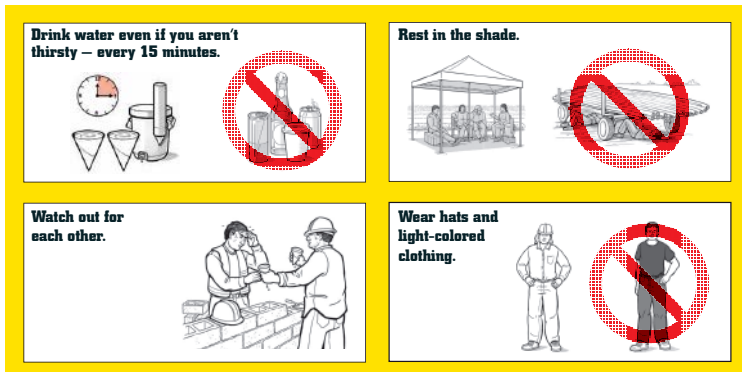 Drink water even if you aren't
thirsty — every 15 minutes.
Rest in the shade.
Watch out for
each other.
Wear hats and
light-colored
clothing.